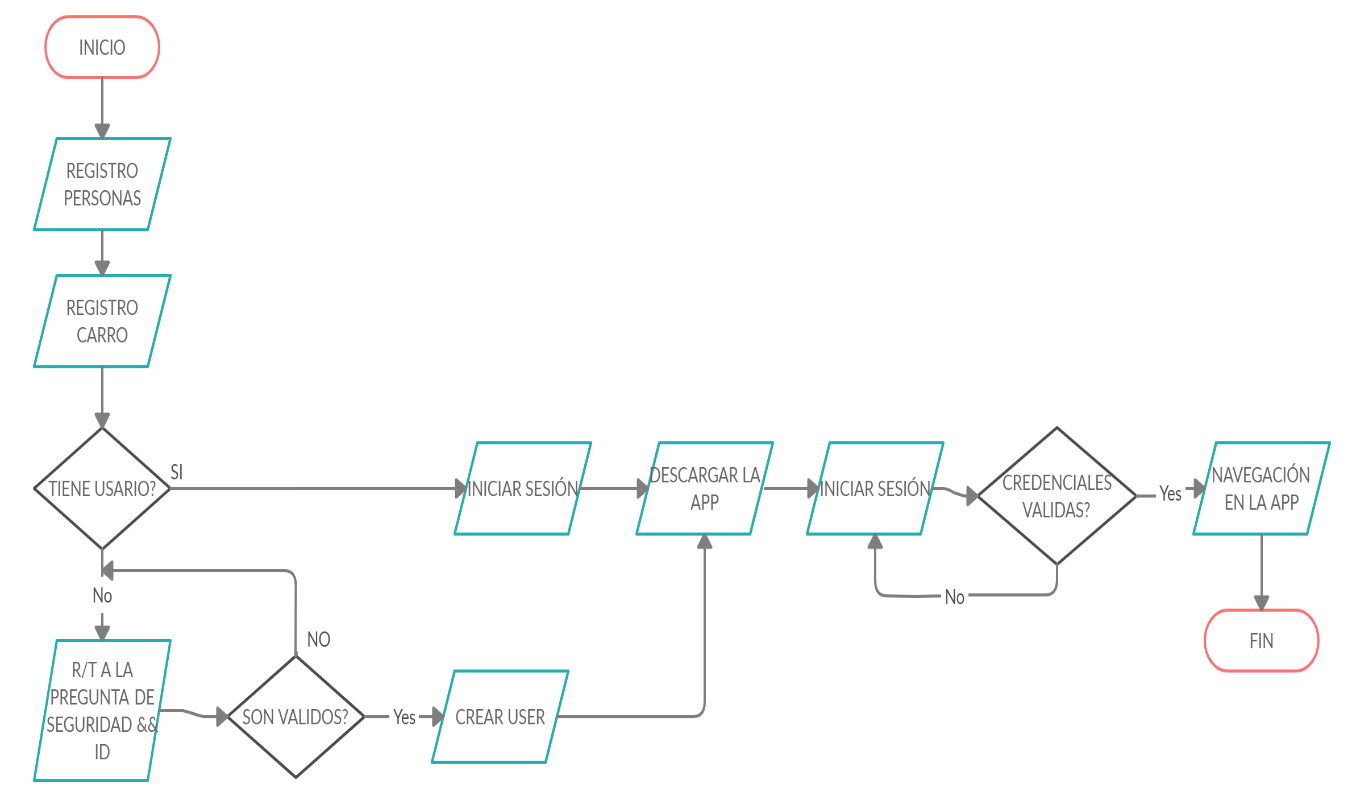 INICIO
REGISTRO
PERSONAS
REGISTRO
CARRO
TIENE USARIO?
SI
INICIAR SESIÓN
DESCARGAR LA
APP
INICIAR SESIÓN
CREDENCIALES
VALIDAS?
Yes
NAVEGACIÓN
EN LA APP
No
No
FIN
NO
R/T A LA
PREGUNTA DE
SEGURIDAD &&
ID
SON VALIDOS?
Yes
CREAR USER